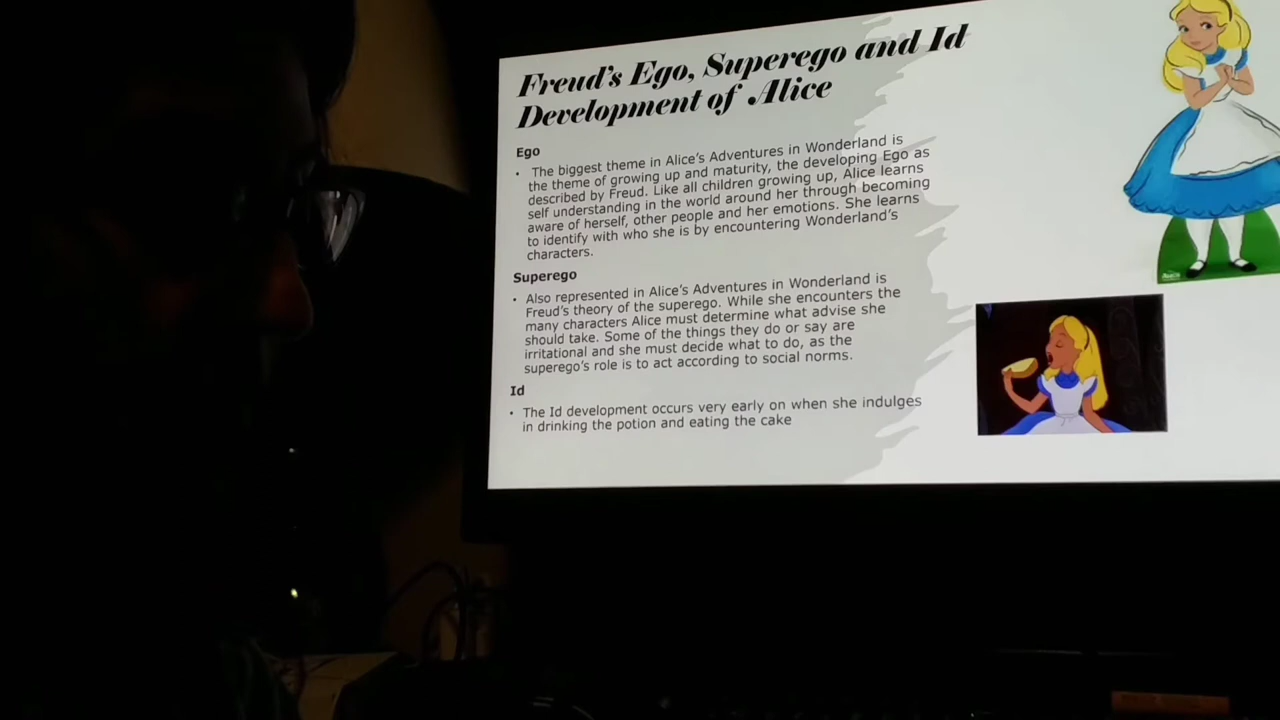 Freud's Ego, Superego and Id
Development of Alice
Ego
• The biggest theme in Alice's Adventures in Wonderland is
the theme of growing up and maturity, the developing Ego as
described by Freud. Like all children growing up, Alice learns
self understanding in the world around her through becoming
aware of herself, other people and her emotions. She learns
to identify with who she is by encountering Wonderland's
characters.
Superego
• Also represented in Alice's Adventures in Wonderland is
Freud's theory of the superego. While she encounters the
many characters Alice must determine what advise she
should take. Some of the things they do or say are
irritational and she must decide what to do, as the
superego's role is to act according to social norms.
Id
• The Id development occurs very early on when she indulges
in drinking the potion and eating the cake